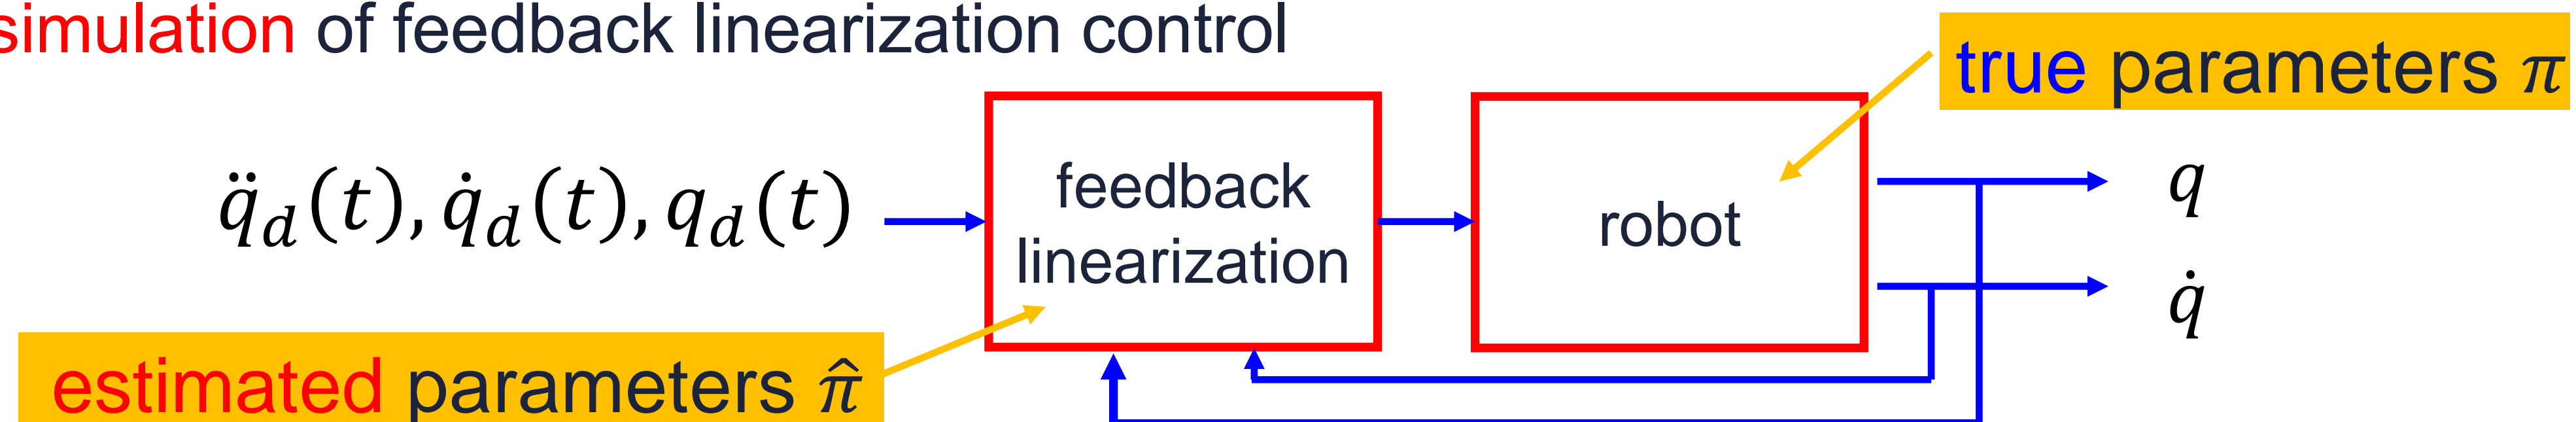 simulation of feedback linearization control
true parameters π
q̈_d(t), q̇_d(t), q_d(t)
feedback
linearization
robot
q
q̇
estimated parameters π̂